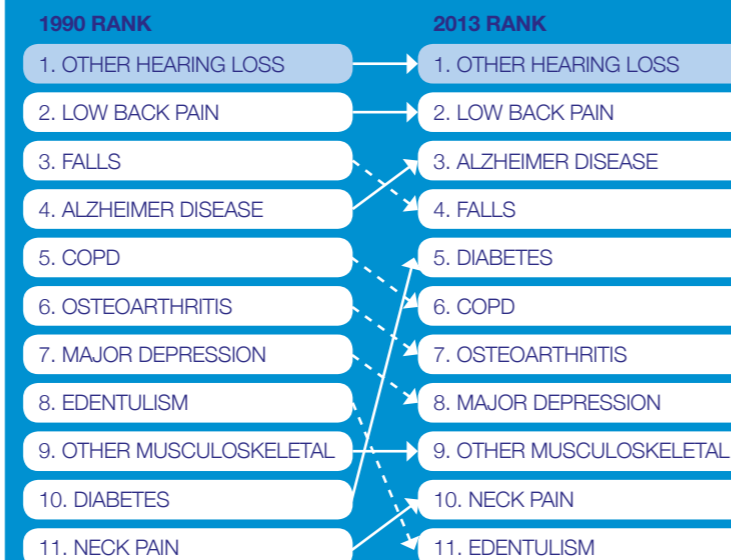 1990 RANK
1. OTHER HEARING LOSS
2. LOW BACK PAIN
3. FALLS
4. ALZHEIMER DISEASE
5. COPD
6. OSTEOARTHRITIS
7. MAJOR DEPRESSION
8. EDENTULISM
9. OTHER MUSCULOSKELETAL
10. DIABETES
11. NECK PAIN
2013 RANK
1. OTHER HEARING LOSS
2. LOW BACK PAIN
3. ALZHEIMER DISEASE
4. FALLS
5. DIABETES
6. COPD
7. OSTEOARTHRITIS
8. MAJOR DEPRESSION
9. OTHER MUSCULOSKELETAL
10. NECK PAIN
11. EDENTULISM